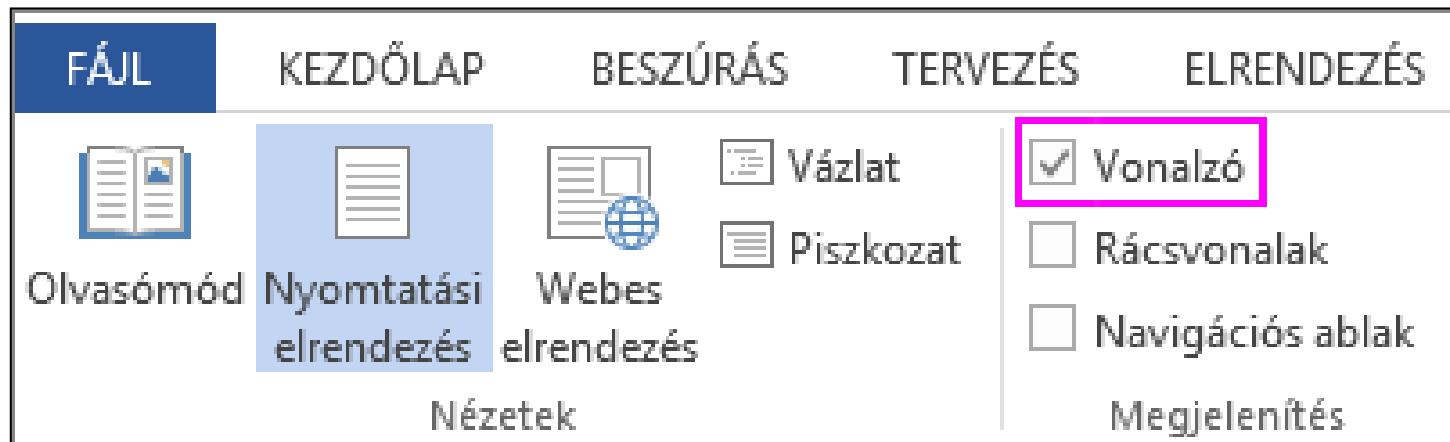 FÁJL KEZDŐLAP BESZÚRÁS TERVEZÉS ELRENDEZÉS
Olvasómód
Nyomtatási
elrendezés
Webes
elrendezés
Vázlat
Piszkozat
Nézetek
Vonalzó
Rácsvonalak
Navigációs ablak
Megjelenítés